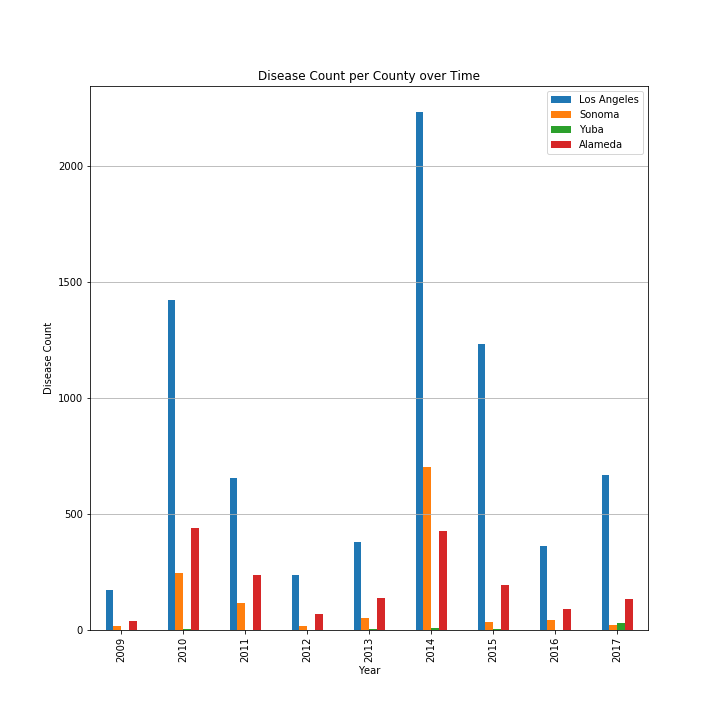 Disease Count per County over Time
Los Angeles
Sonoma
Yuba
Alameda
2000
1500
1000
500
0
Disease Count
2009 2010 2011 2012 2013 2014 2015 2016 2017
Year